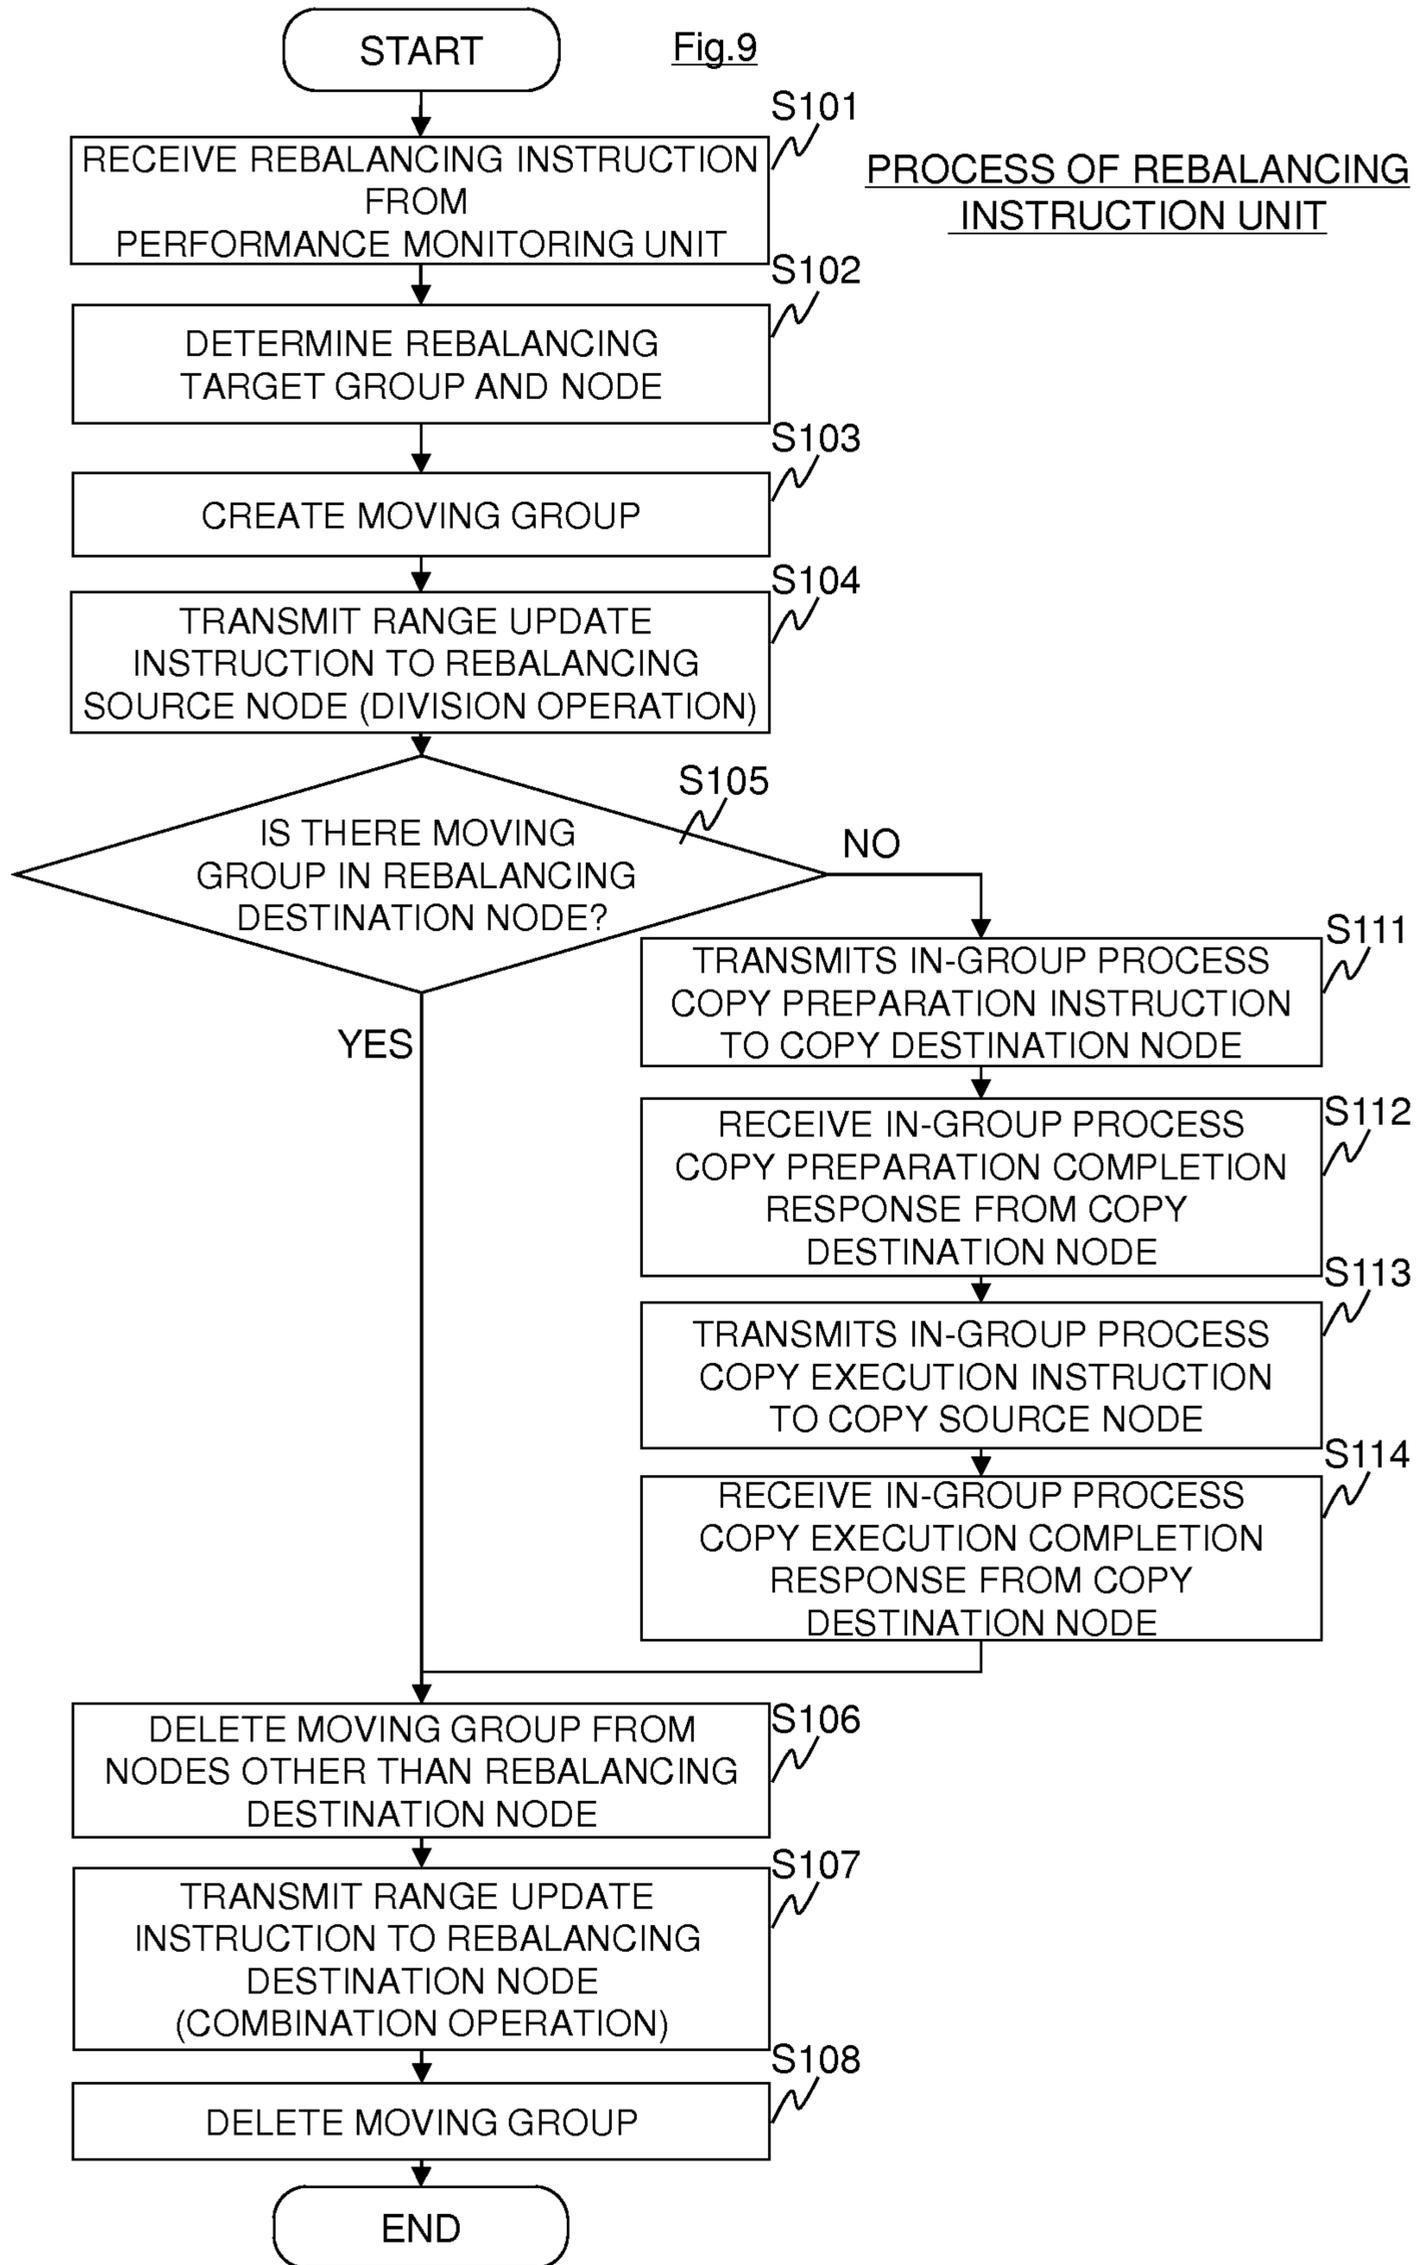 START
Fig.9
PROCESS OF REBALANCING
INSTRUCTION UNIT
S101
RECEIVE REBALANCING INSTRUCTION
FROM
PERFORMANCE MONITORING UNIT
S102
DETERMINE REBALANCING
TARGET GROUP AND NODE
S103
CREATE MOVING GROUP
S104
TRANSMIT RANGE UPDATE
INSTRUCTION TO REBALANCING
SOURCE NODE (DIVISION OPERATION)
S105
IS THERE MOVING
GROUP IN REBALANCING
DESTINATION NODE?
NO
YES
S111
TRANSMITS IN-GROUP PROCESS
COPY PREPARATION INSTRUCTION
TO COPY DESTINATION NODE
S112
RECEIVE IN-GROUP PROCESS
COPY PREPARATION COMPLETION
RESPONSE FROM COPY
DESTINATION NODE
S113
TRANSMITS IN-GROUP PROCESS
COPY EXECUTION INSTRUCTION
TO COPY SOURCE NODE
S114
RECEIVE IN-GROUP PROCESS
COPY EXECUTION COMPLETION
RESPONSE FROM COPY
DESTINATION NODE
S106
DELETE MOVING GROUP FROM
NODES OTHER THAN REBALANCING
DESTINATION NODE
S107
TRANSMIT RANGE UPDATE
INSTRUCTION TO REBALANCING
DESTINATION NODE
(COMBINATION OPERATION)
S108
DELETE MOVING GROUP
END